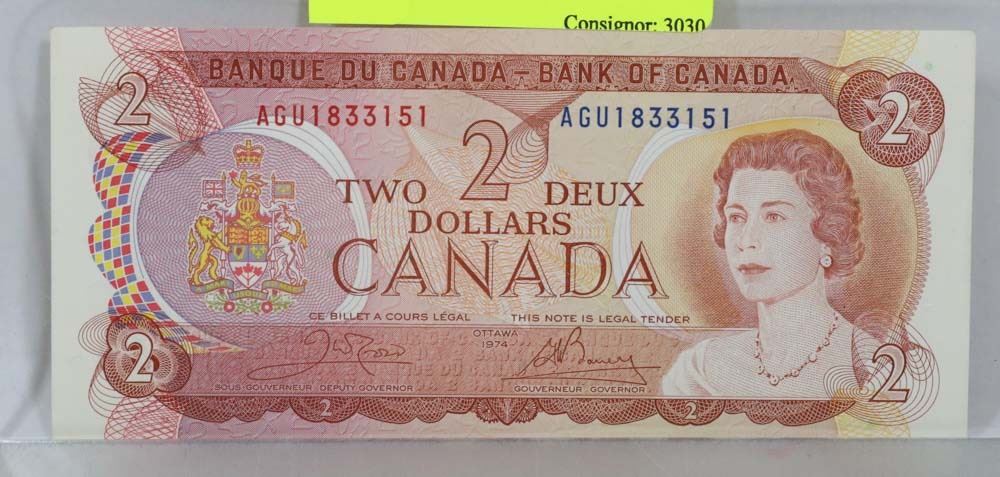 Consignor: 3030
BANQUE DU CANADA – BANK OF CANADA
2 2
AGU1833151 AGU1833151
2
TWO DEUX
DOLLARS
CANADA
CE BILLET A COURS LÉGAL THIS NOTE IS LEGAL TENDER
OTTAWA
1974
2 2
SOUS-GOUVERNEUR - DEPUTY GOVERNOR GOUVERNEUR - GOVERNOR
2 2